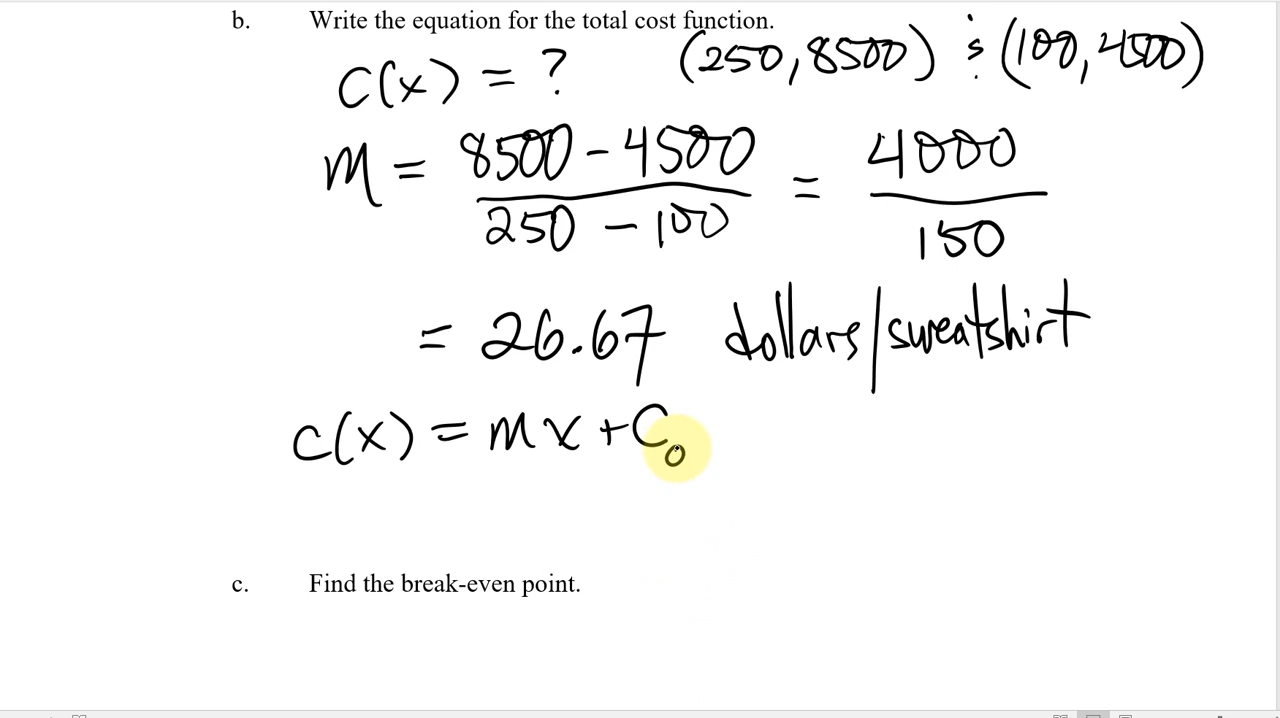 b. Write the equation for the total cost function.
C(x) = ? (250, 8500) ; (100, 4500)
m = 8500 - 4500 / 250 - 100 = 4000 / 150
= 26.67 dollars/sweatshirt
C(x) = mx + C₀
c. Find the break-even point.